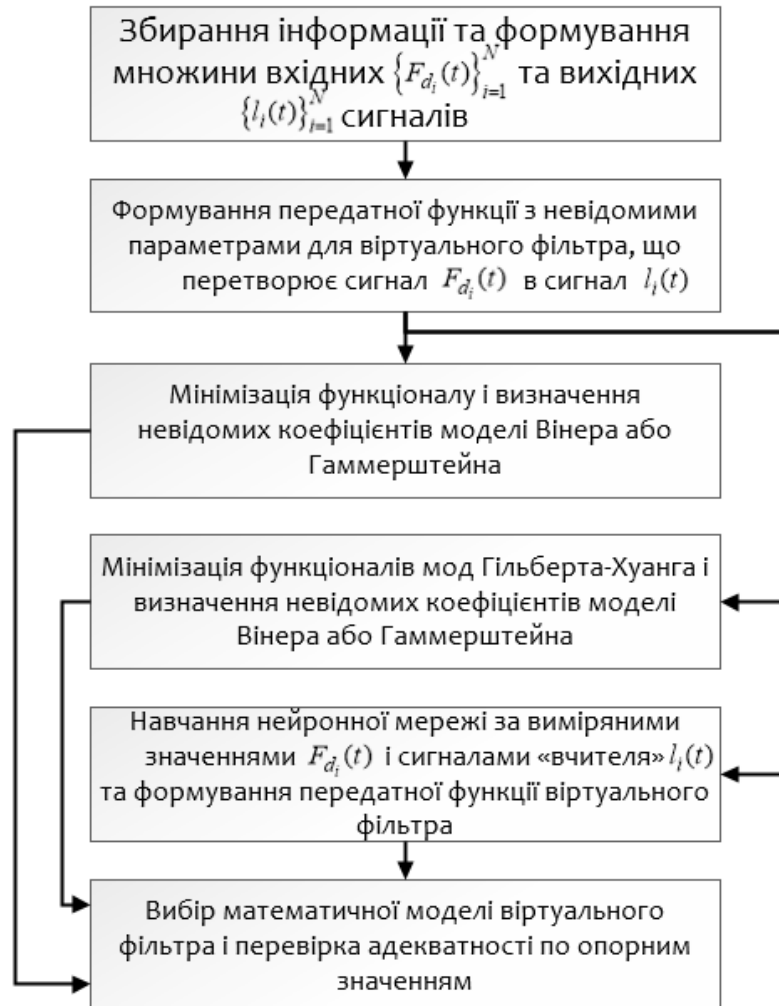 Збирання інформації та формування
множини вхідних {F_{d_i}(t)}_{i=1}^{N} та вихідних
{l_i(t)}_{i=1}^{N} сигналів
Формування передатної функції з невідомими
параметрами для віртуального фільтра, що
перетворює сигнал F_{d_i}(t) в сигнал l_i(t)
Мінімізація функціоналу і визначення
невідомих коефіцієнтів моделі Вінера або
Гаммерштейна
Мінімізація функціоналів мод Гільберта-Хуанга і
визначення невідомих коефіцієнтів моделі
Вінера або Гаммерштейна
Навчання нейронної мережі за виміряними
значеннями F_{d_i}(t) і сигналами «вчителя» l_i(t)
та формування передатної функції віртуального
фільтра
Вибір математичної моделі віртуального
фільтра і перевірка адекватності по опорним
значенням